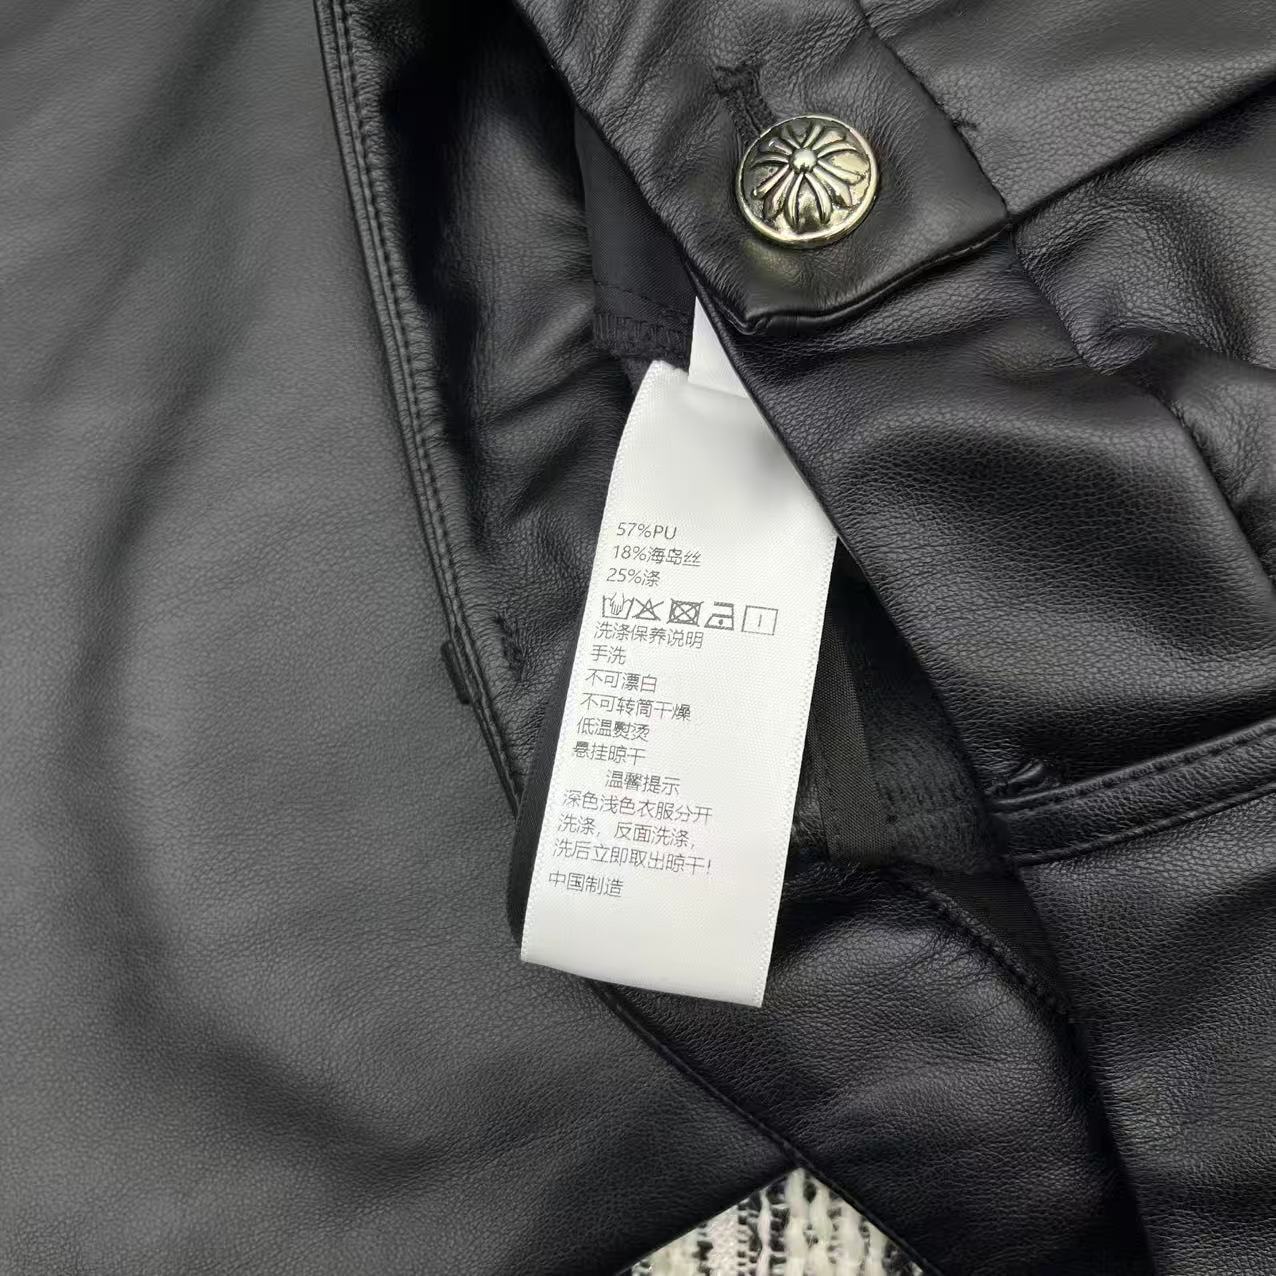 57%PU
18%海岛丝
25%涤
洗涤保养说明
手洗
不可漂白
不可转筒干燥
低温熨烫
悬挂晾干
温馨提示
深色浅色衣服分开
洗涤，反面洗涤，
洗后立即取出晾干！
中国制造